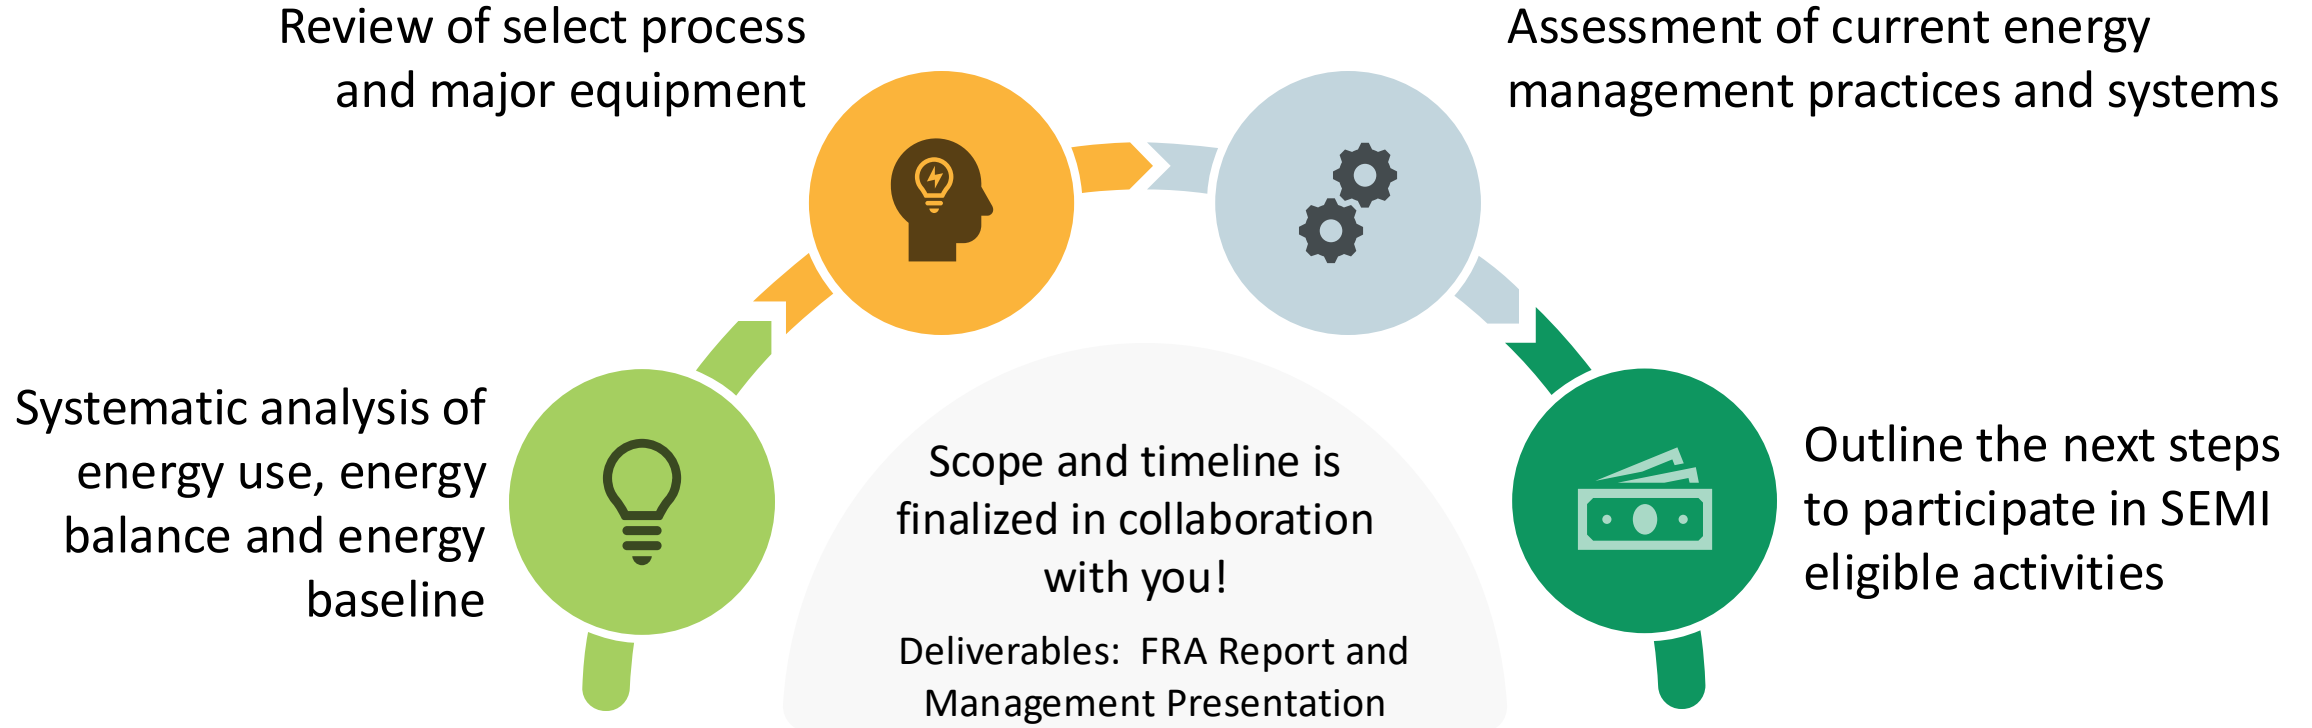 Review of select process
and major equipment
Assessment of current energy
management practices and systems
Systematic analysis of
energy use, energy
balance and energy
baseline
Scope and timeline is
finalized in collaboration
with you!
Deliverables:  FRA Report and
Management Presentation
Outline the next steps
to participate in SEMI
eligible activities